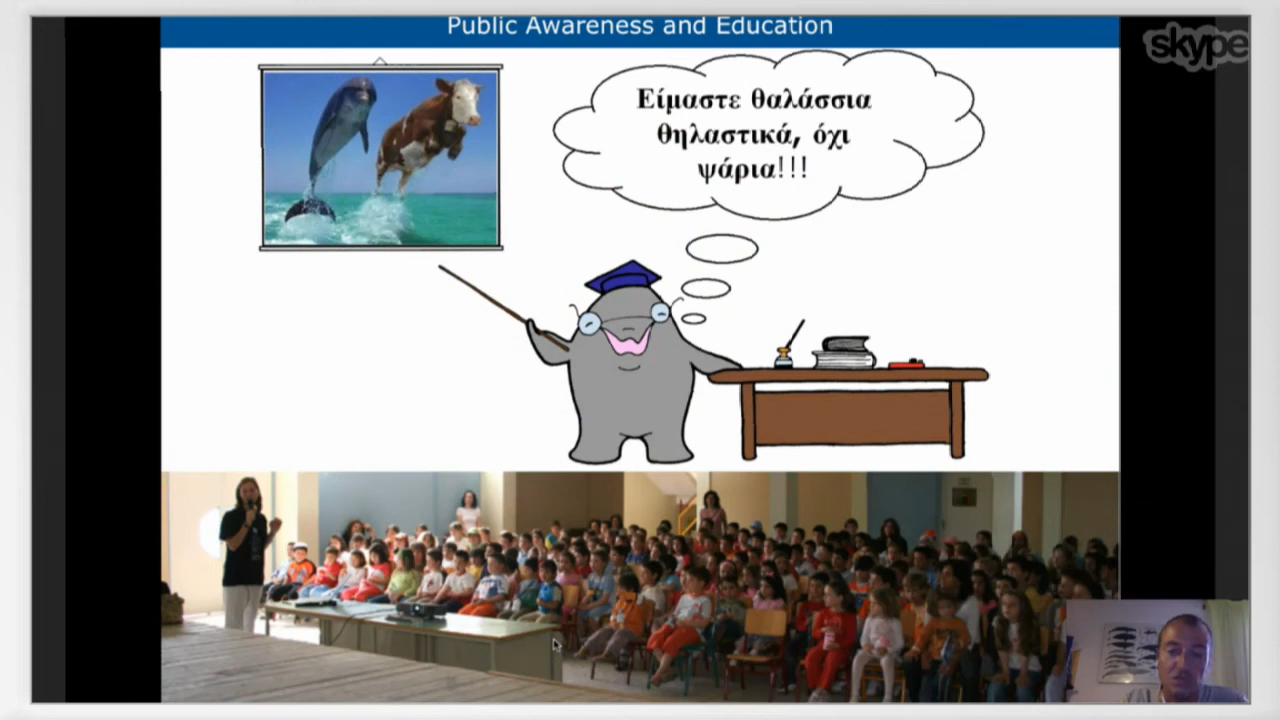 Public Awareness and Education
skype
Είμαστε θαλάσσια
θηλαστικά, όχι
ψάρια!!!